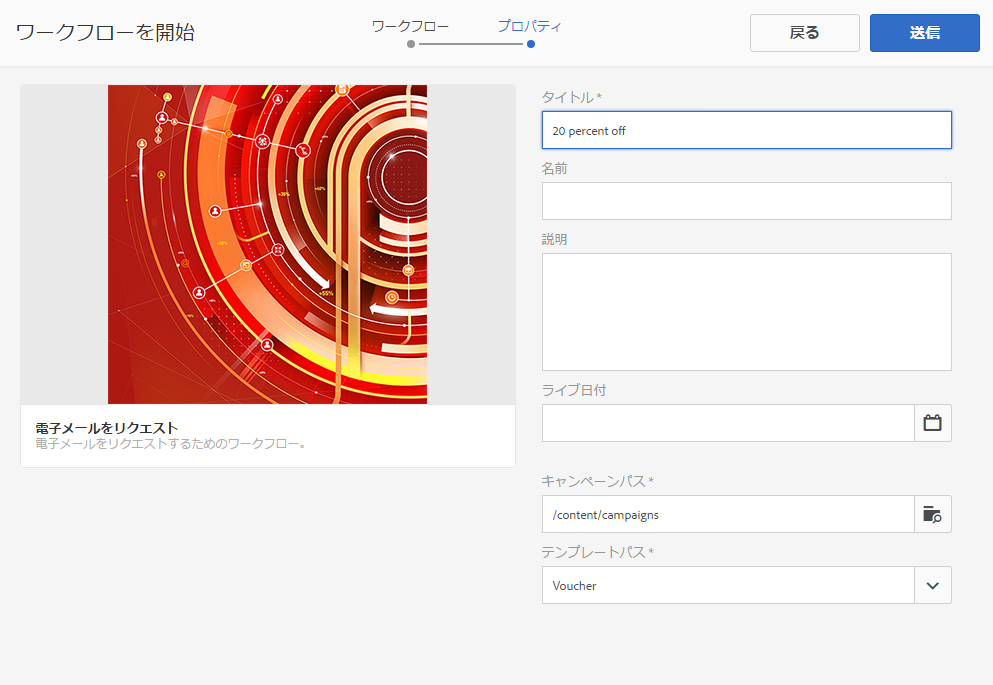 ワークフローを開始
ワークフロー
プロパティ
戻る
送信
電子メールをリクエスト
電子メールをリクエストするためのワークフロー。
タイトル *
20 percent off
名前
説明
ライブ日付
キャンペーンパス *
/content/campaigns
テンプレートパス *
Voucher